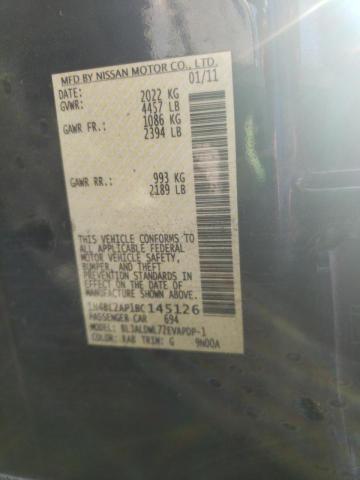 MFD BY NISSAN MOTOR CO., LTD.
DATE: 01/11
GVWR: 2022 KG
4457 LB
GAWR FR.: 1086 KG
2394 LB
GAWR RR.: 993 KG
2189 LB
THIS VEHICLE CONFORMS TO
ALL APPLICABLE FEDERAL
MOTOR VEHICLE SAFETY,
BUMPER, AND THEFT
PREVENTION STANDARDS IN
EFFECT ON THE DATE OF
MANUFACTURE SHOWN ABOVE.
1N4BL2AP1BC 145126
PASSENGER CAR 694
MODEL: BL3ALDWL72EVAPDP-1
COLOR: XAB TRIM: G 9N00A